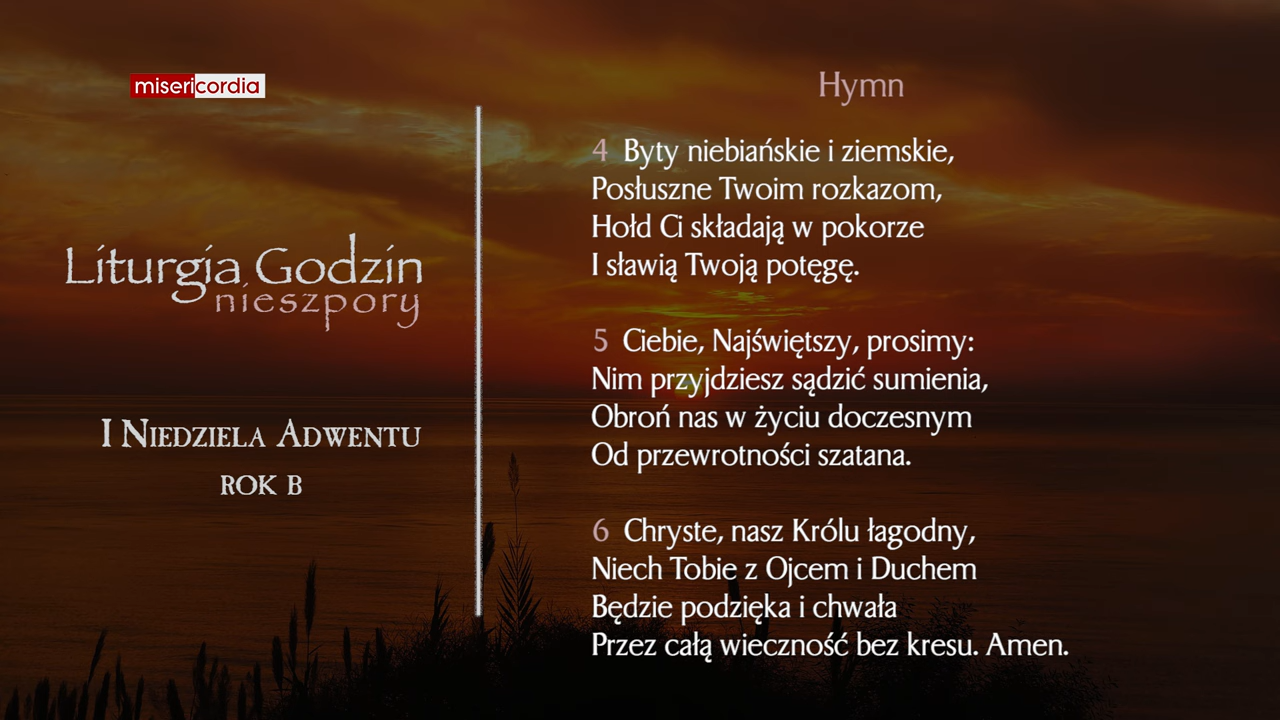 misericordia
Liturgia Godzin
nieszpory
I Niedziela Adwentu
ROK B
Hymn
4 Byty niebiańskie i ziemskie,
Posłuszne Twoim rozkazom,
Hołd Ci składają w pokorze
I sławią Twoją potęgę.
5 Ciebie, Najświętszy, prosimy:
Nim przyjdziesz sądzić sumienia,
Obroń nas w życiu doczesnym
Od przewrotności szatana.
6 Chryste, nasz Królu łagodny,
Niech Tobie z Ojcem i Duchem
Będzie podzięka i chwała
Przez całą wieczność bez kresu. Amen.